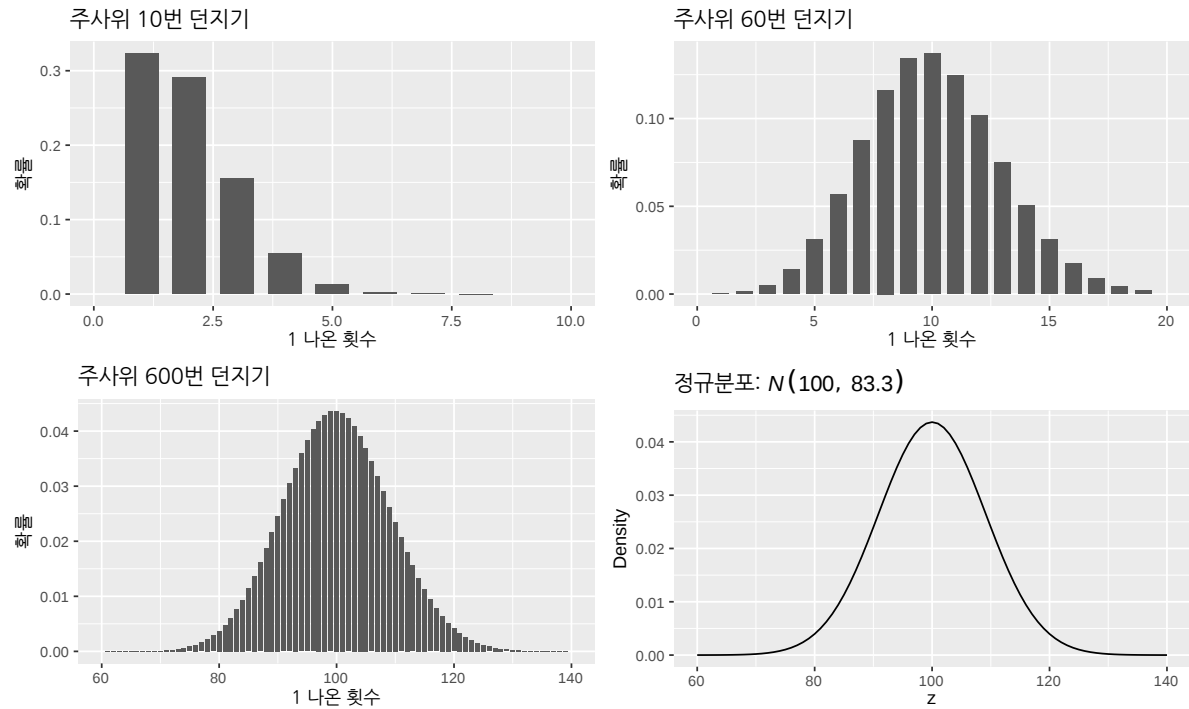 주사위 10번 던지기
0.3
0.2
0.1
0.0
확률
0.0 2.5 5.0 7.5 10.0
1 나온 횟수
주사위 60번 던지기
0.10
0.05
0.00
확률
0 5 10 15 20
1 나온 횟수
주사위 600번 던지기
0.04
0.03
0.02
0.01
0.00
확률
60 80 100 120 140
1 나온 횟수
정규분포: N(100, 83.3)
0.04
0.03
0.02
0.01
0.00
Density
60 80 100 120 140
z